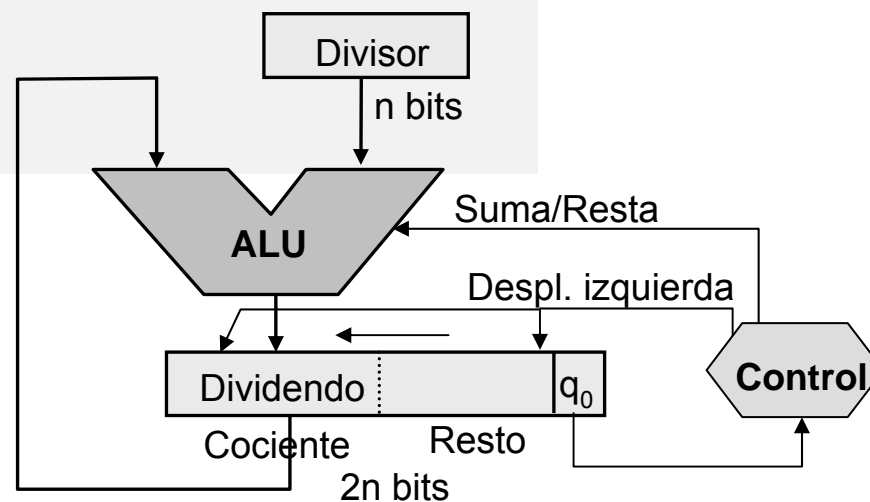 Divisor
n bits
Suma/Resta
ALU
Despl. izquierda
Dividendo
q₀
Control
Cociente
Resto
2n bits